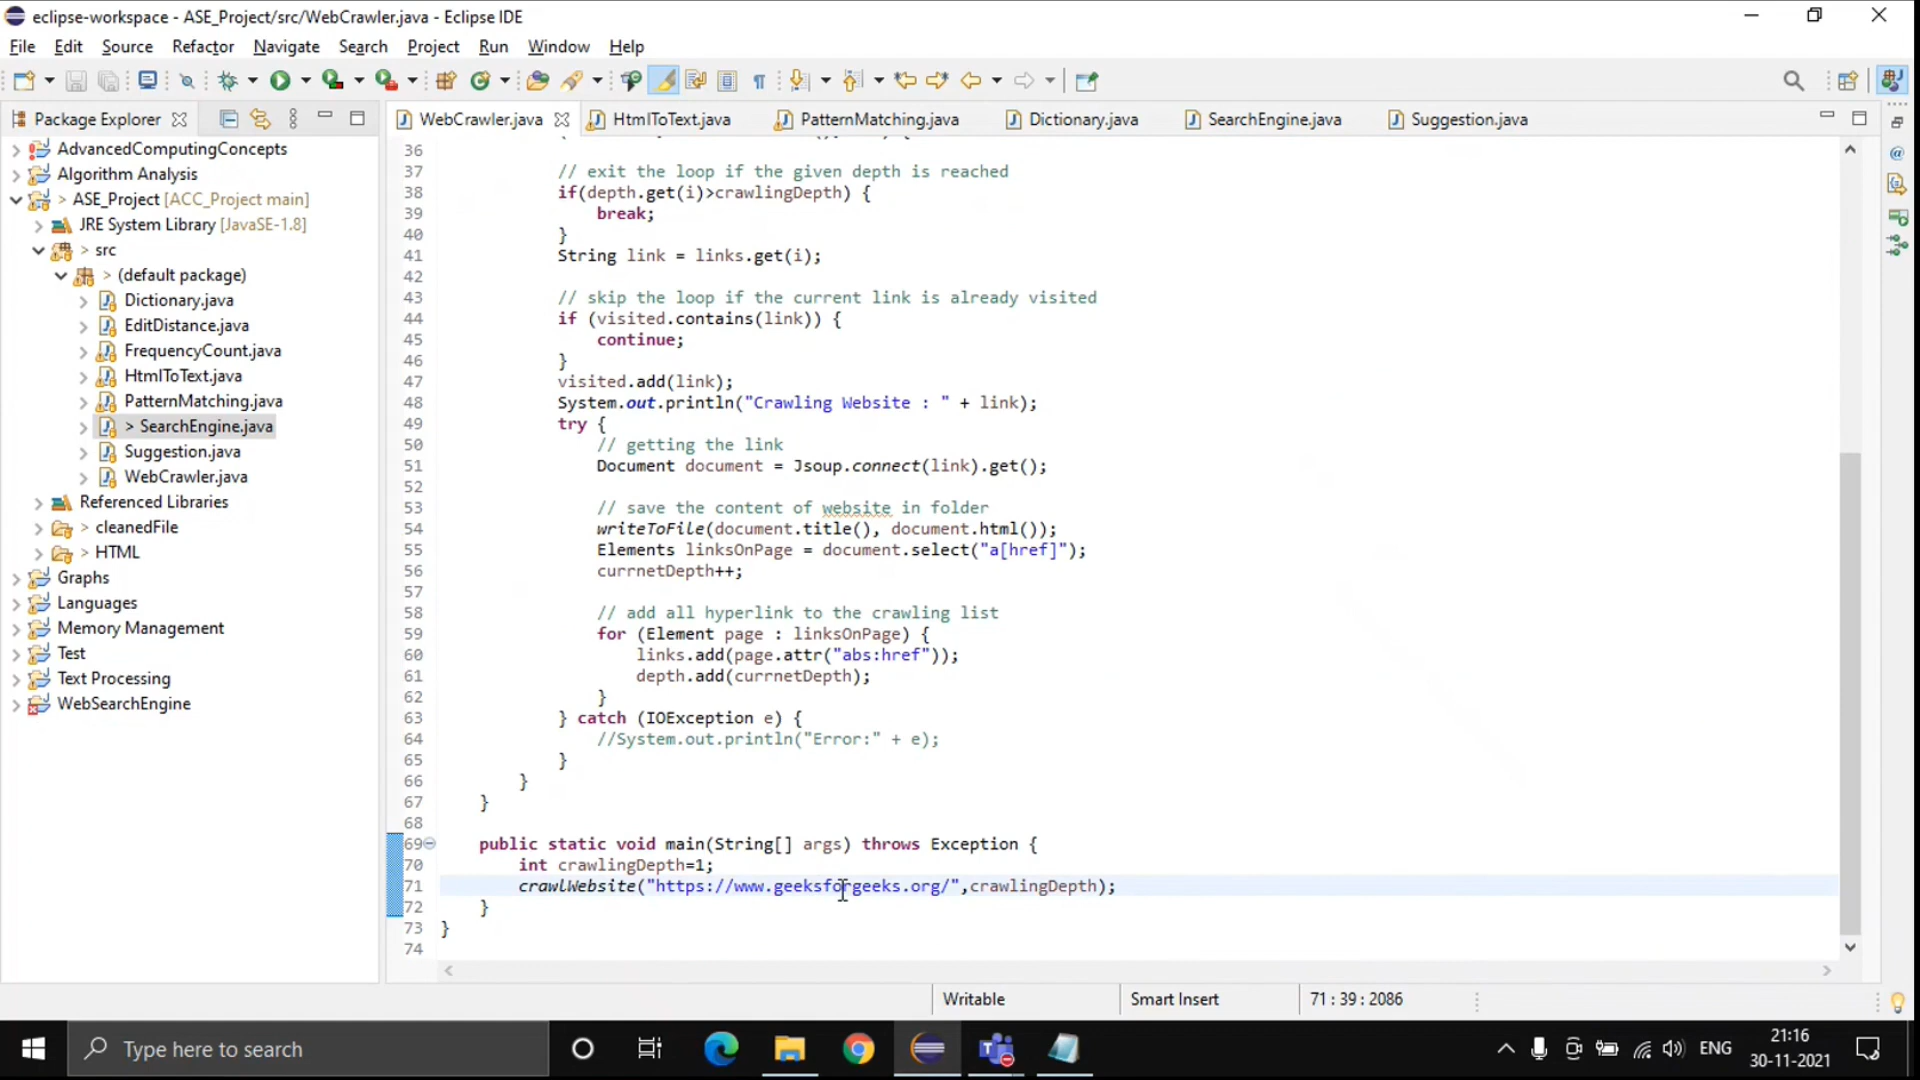 eclipse-workspace - ASE_Project/src/WebCrawler.java - Eclipse IDE
File Edit Source Refactor Navigate Search Project Run Window Help
Package Explorer
WebCrawler.java HtmlToText.java PatternMatching.java Dictionary.java SearchEngine.java Suggestion.java
AdvancedComputingConcepts
Algorithm Analysis
> ASE_Project [ACC_Project main]
JRE System Library [JavaSE-1.8]
> src
> (default package)
Dictionary.java
EditDistance.java
FrequencyCount.java
HtmlToText.java
PatternMatching.java
> SearchEngine.java
Suggestion.java
WebCrawler.java
Referenced Libraries
> cleanedFile
> HTML
Graphs
Languages
Memory Management
Test
Text Processing
WebSearchEngine
36
37 // exit the loop if the given depth is reached
38 if(depth.get(i)>crawlingDepth) {
39 break;
40 }
41 String link = links.get(i);
42
43 // skip the loop if the current link is already visited
44 if (visited.contains(link)) {
45 continue;
46 }
47 visited.add(link);
48 System.out.println("Crawling Website : " + link);
49 try {
50 // getting the link
51 Document document = Jsoup.connect(link).get();
52
53 // save the content of website in folder
54 writeToFile(document.title(), document.html());
55 Elements linksOnPage = document.select("a[href]");
56 currnetDepth++;
57
58 // add all hyperlink to the crawling list
59 for (Element page : linksOnPage) {
60 links.add(page.attr("abs:href"));
61 depth.add(currnetDepth);
62 }
63 } catch (IOException e) {
64 //System.out.println("Error:" + e);
65 }
66 }
67 }
68
69 public static void main(String[] args) throws Exception {
70 int crawlingDepth=1;
71 crawlWebsite("https://www.geeksforgeeks.org/",crawlingDepth);
72 }
73 }
74
Writable Smart Insert 71 : 39 : 2086
Type here to search
ENG
21:16
30-11-2021